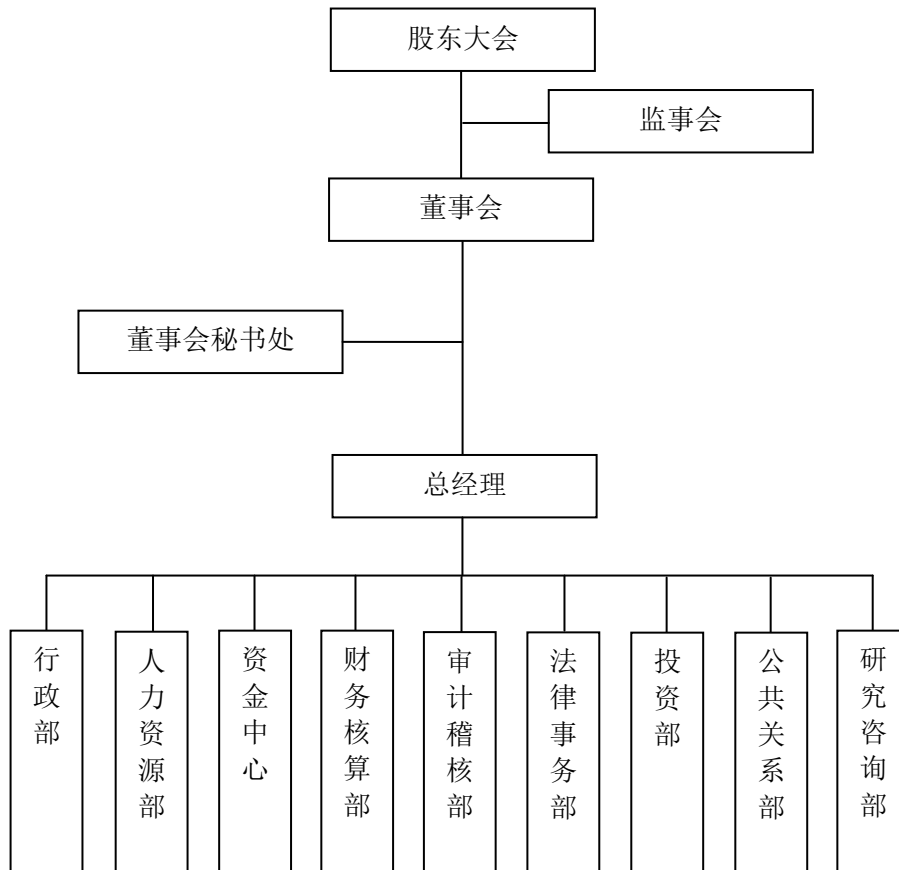 股东大会
监事会
董事会
董事会秘书处
总经理
行政部
人力资源部
资金中心
财务核算部
审计稽核部
法律事务部
投资部
公共关系部
研究咨询部